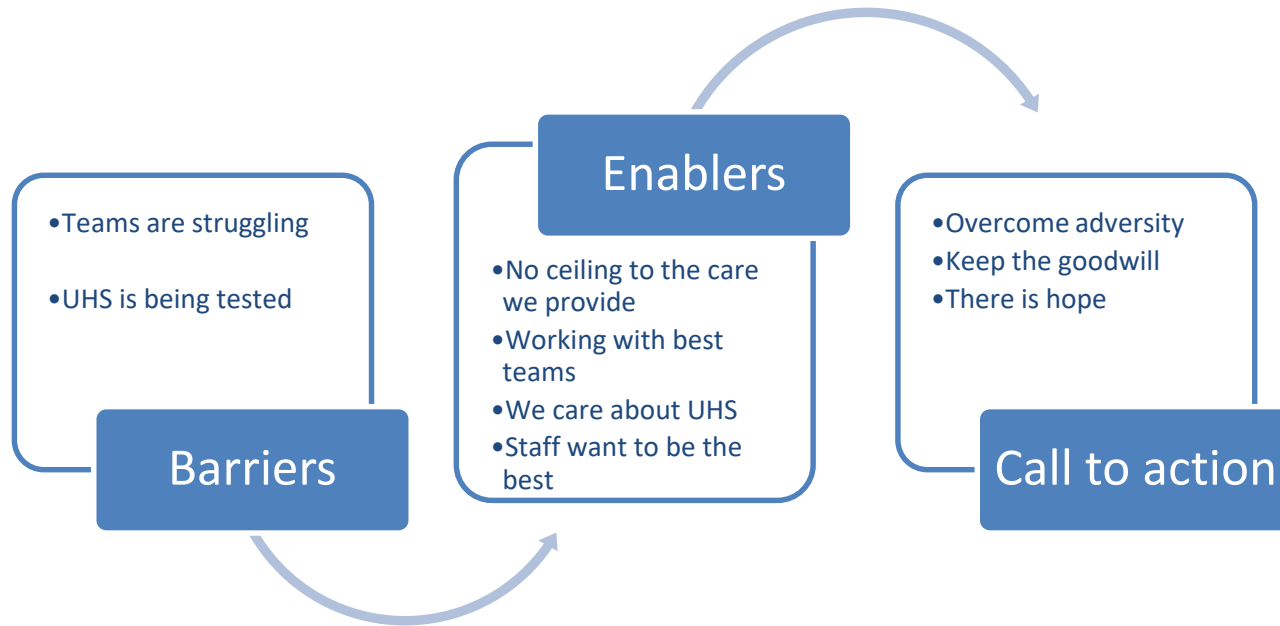 •Teams are struggling
•UHS is being tested
Barriers
Enablers
•No ceiling to the care
we provide
•Working with best
teams
•We care about UHS
•Staff want to be the
best
•Overcome adversity
•Keep the goodwill
•There is hope
Call to action